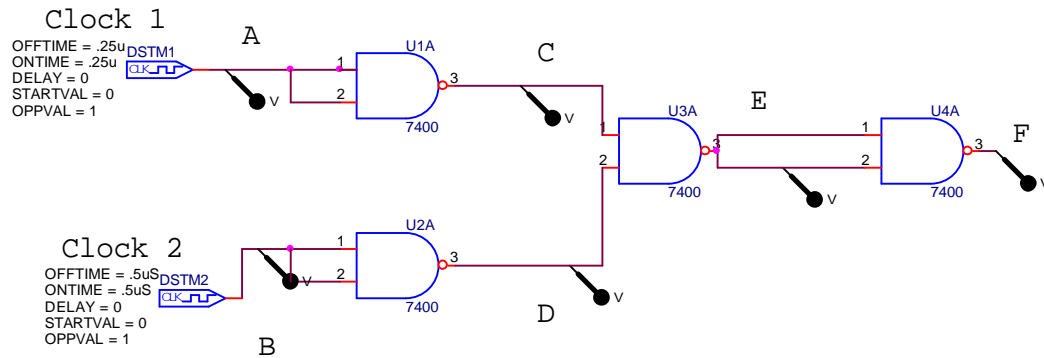 Clock 1
OFFTIME = .25u
ONTIME = .25u
DELAY = 0
STARTVAL = 0
OPPVAL = 1
DSTM1
CLK
A
V
U1A
1
2
3
7400
C
V
U3A
1
2
3
7400
E
V
U4A
1
2
3
7400
F
V
Clock 2
OFFTIME = .5uS
ONTIME = .5uS
DELAY = 0
STARTVAL = 0
OPPVAL = 1
DSTM2
CLK
B
V
U2A
1
2
3
7400
D
V